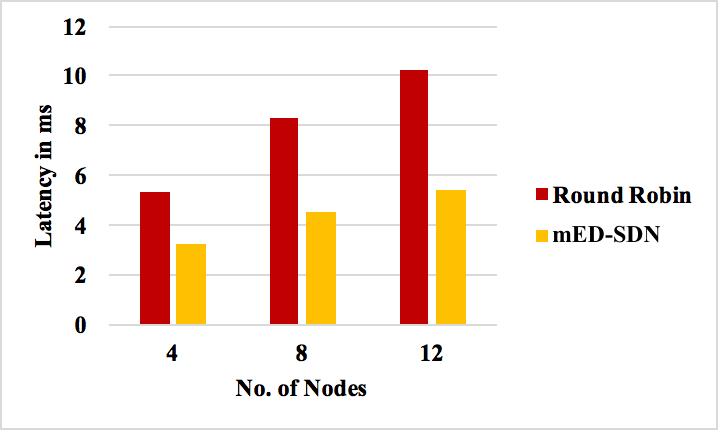 12
10
8
6
4
2
0
Latency in ms
4 8 12
No. of Nodes
Round Robin
mED-SDN